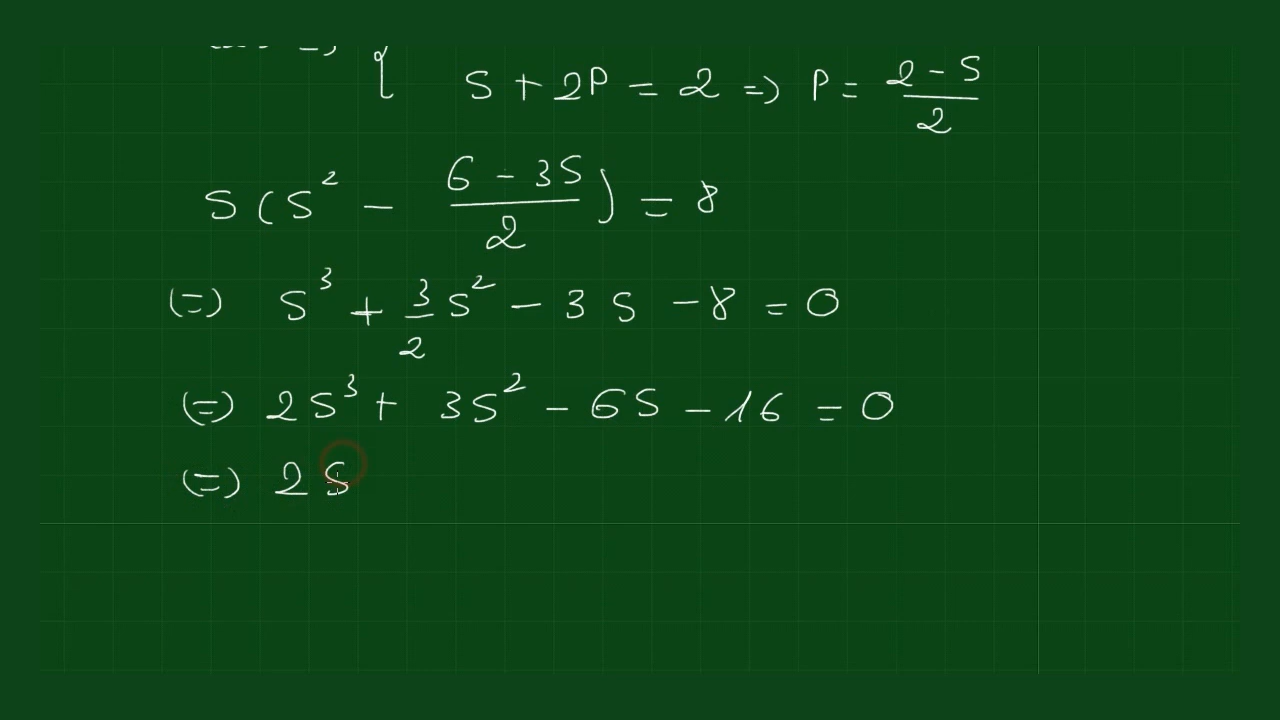 S + 2P = 2 => P = (2 - S)/2
S(S² - (6 - 3S)/2) = 8
(=) S³ + 3/2 S² - 3S - 8 = 0
(=) 2S³ + 3S² - 6S - 16 = 0
(=) 2S